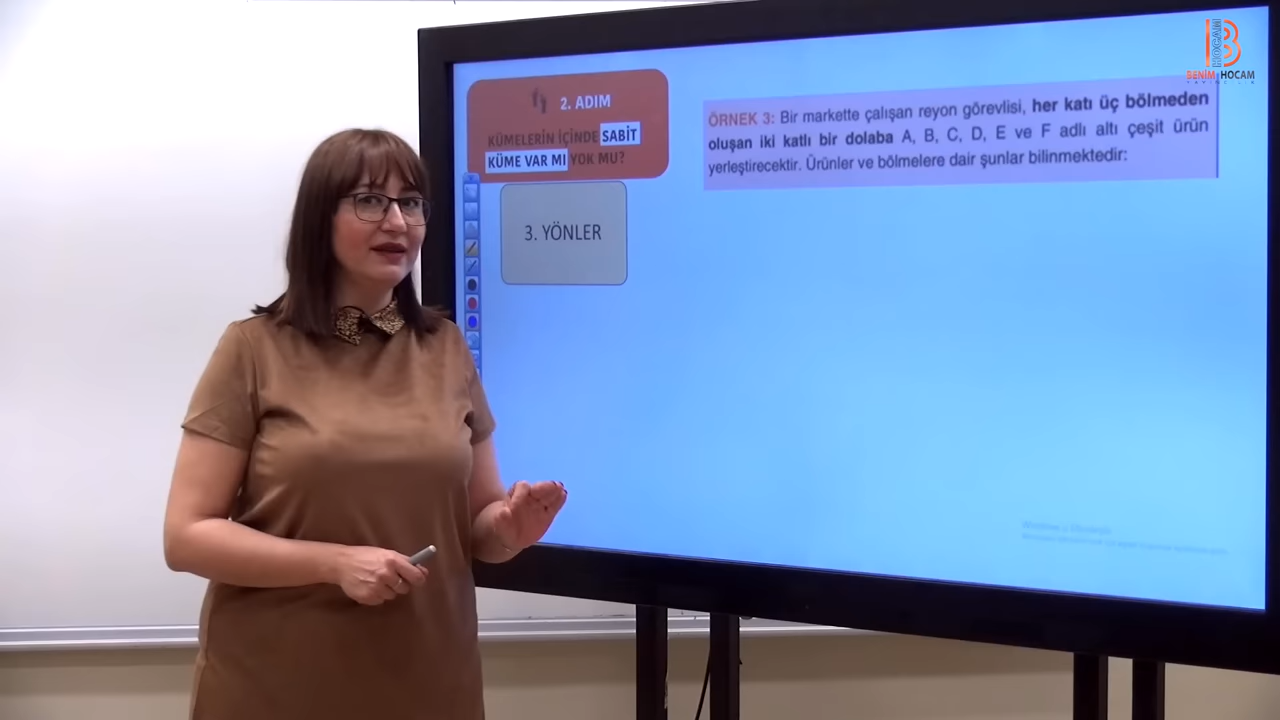 2. ADIM
KÜMELERİN İÇİNDE SABİT
KÜME VAR MI YOK MU?
3. YÖNLER
ÖRNEK 3: Bir markette çalışan reyon görevlisi, her katı üç bölmeden
oluşan iki katlı bir dolaba A, B, C, D, E ve F adlı altı çeşit ürün
yerleştirecektir. Ürünler ve bölmelere dair şunlar bilinmektedir:
BENİM HOCAM
YAYINCILIK
HOCAM